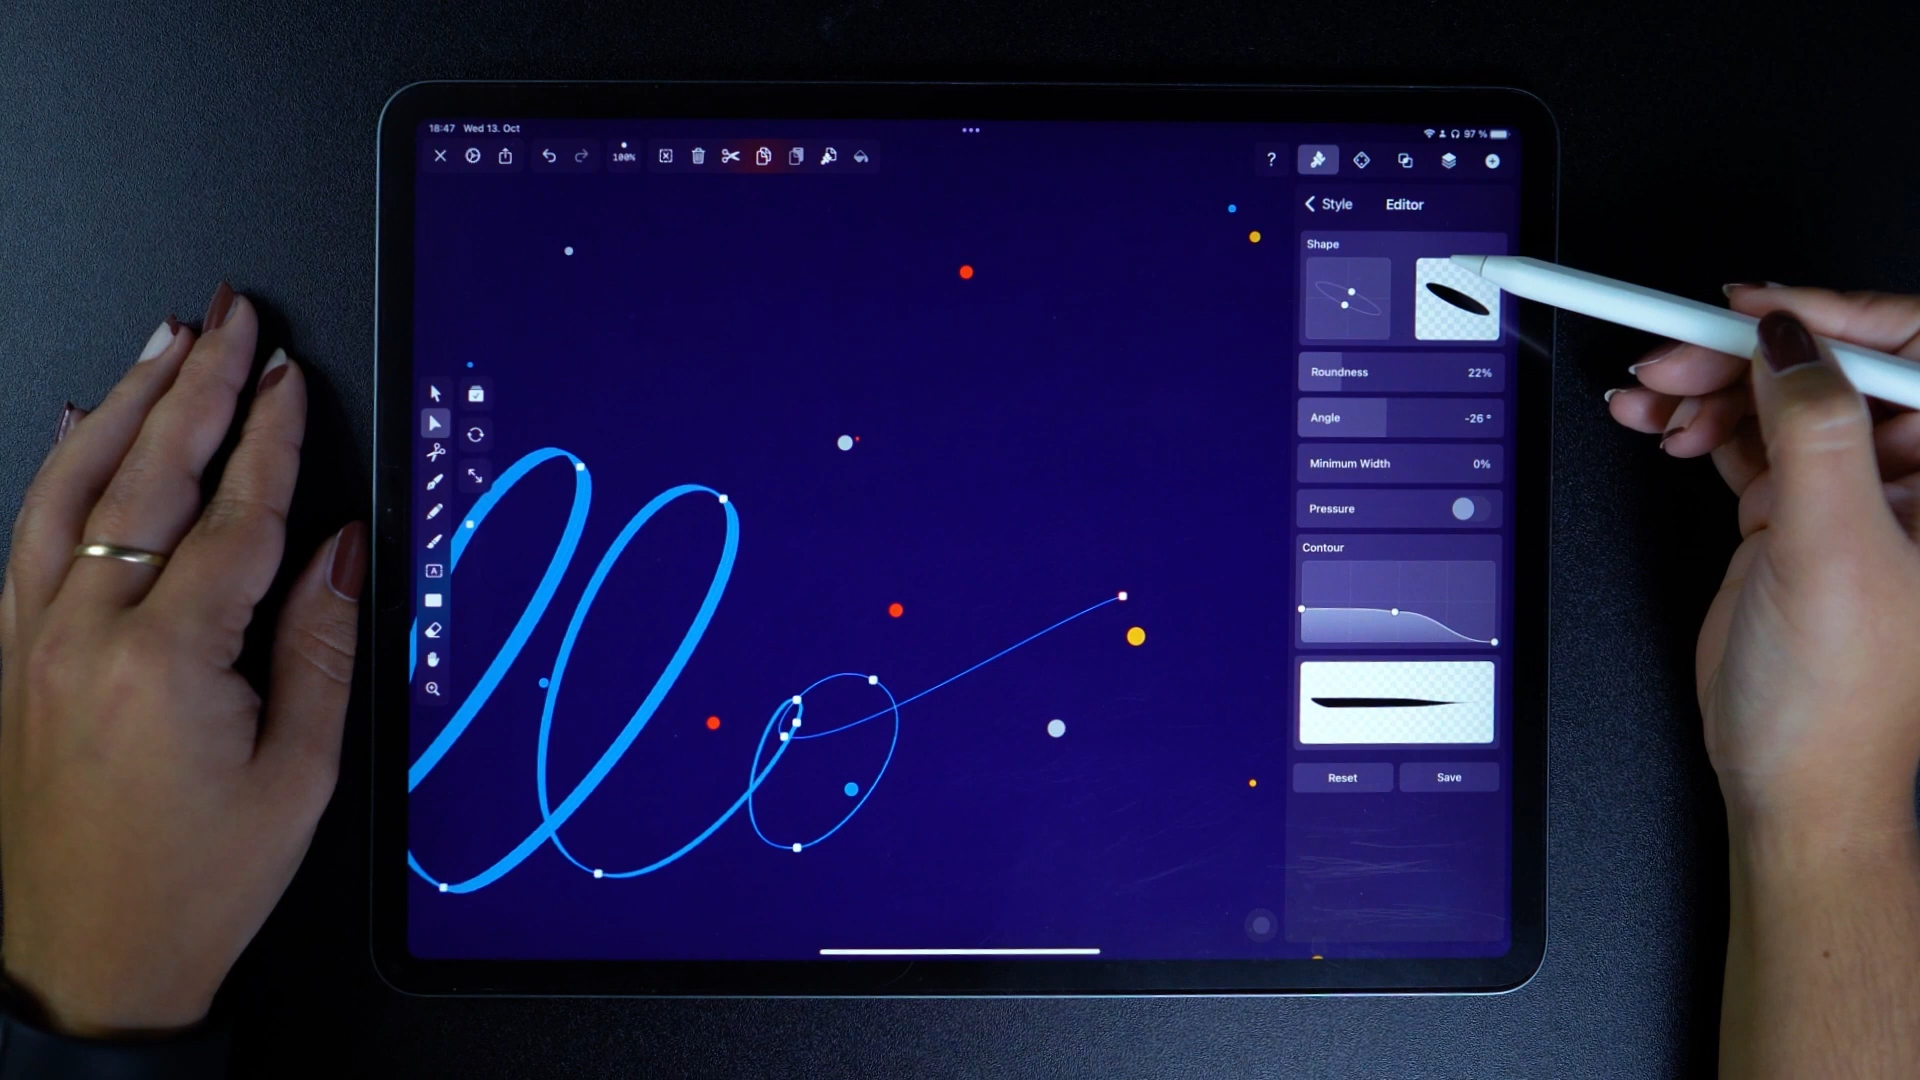 18:47 Wed 13. Oct
97 %
100%
?
Style Editor
Shape
Roundness 22%
Angle -26 °
Minimum Width 0%
Pressure
Contour
A
llo
Reset Save